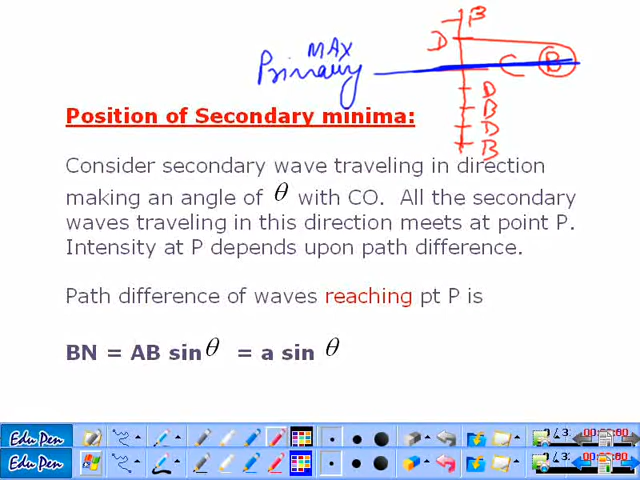 B
D
MAX
Primary
C B
D
B
D
B
Position of Secondary minima:
Consider secondary wave traveling in direction
making an angle of θ with CO. All the secondary
waves traveling in this direction meets at point P.
Intensity at P depends upon path difference.
Path difference of waves reaching pt P is
BN = AB sin θ = a sin θ
Edu Pen
Edu Pen